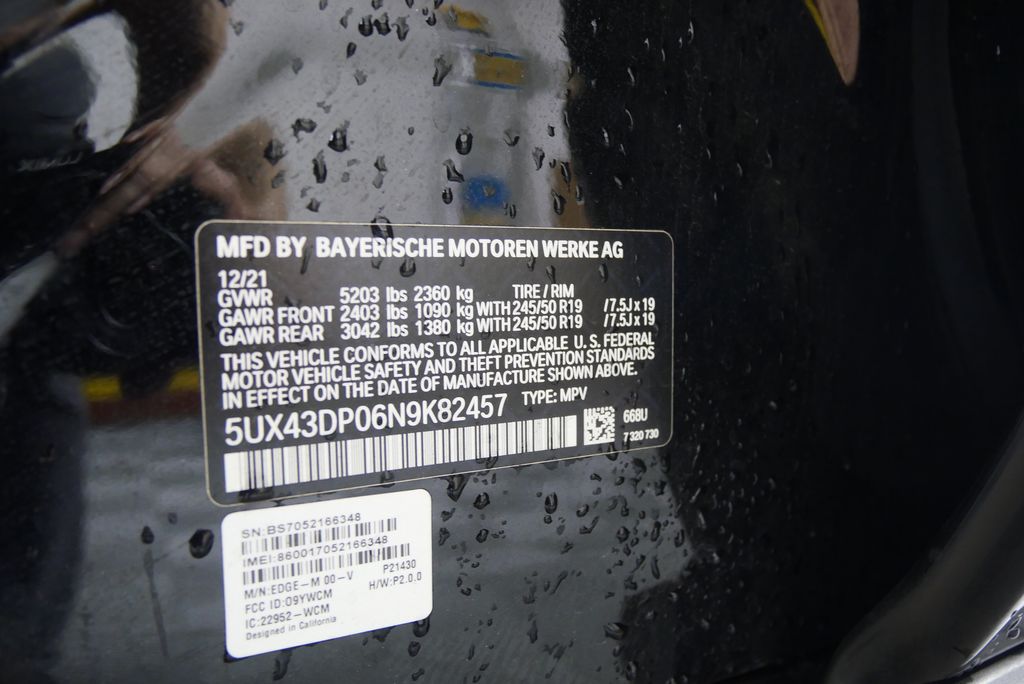 MFD BY BAYERISCHE MOTOREN WERKE AG
12/21
GVWR 5203 lbs 2360 kg TIRE / RIM
GAWR FRONT 2403 lbs 1090 kg WITH 245/50 R19 /7.5J x 19
GAWR REAR 3042 lbs 1380 kg WITH 245/50 R19 /7.5J x 19
THIS VEHICLE CONFORMS TO ALL APPLICABLE U.S. FEDERAL
MOTOR VEHICLE SAFETY AND THEFT PREVENTION STANDARDS
IN EFFECT ON THE DATE OF MANUFACTURE SHOWN ABOVE.
5UX43DP06N9K82457 TYPE: MPV
668U
7 320 730
SN:BS7052166348
IMEI:860017052166348
M/N:EDGE-M 00-V P21430
FCC ID:O9YWCM H/W:P2.0.0
IC:22952-WCM
Designed in California